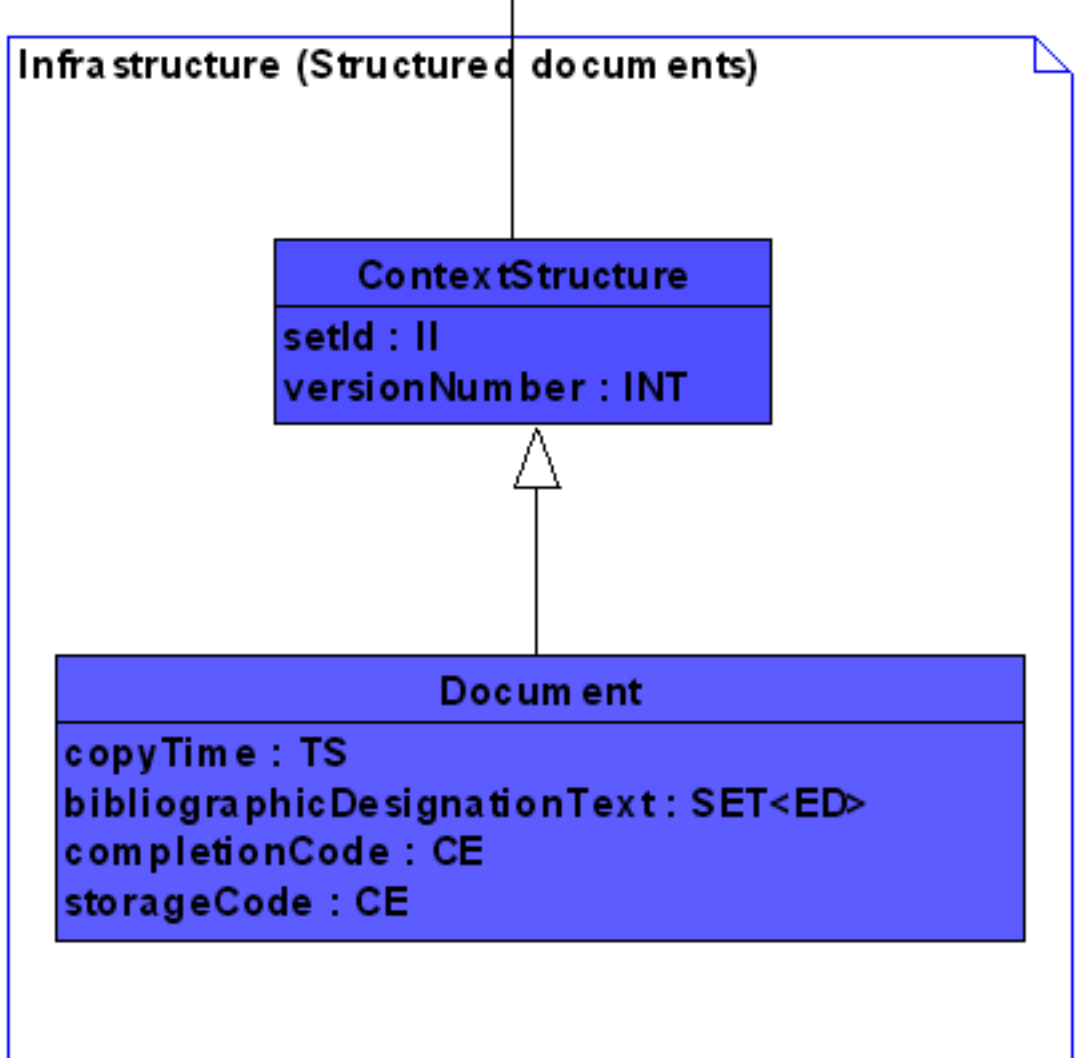 Infrastructure (Structured documents)
ContextStructure
setId : II
versionNumber : INT
Document
copyTime : TS
bibliographicDesignationText : SET<ED>
completionCode : CE
storageCode : CE